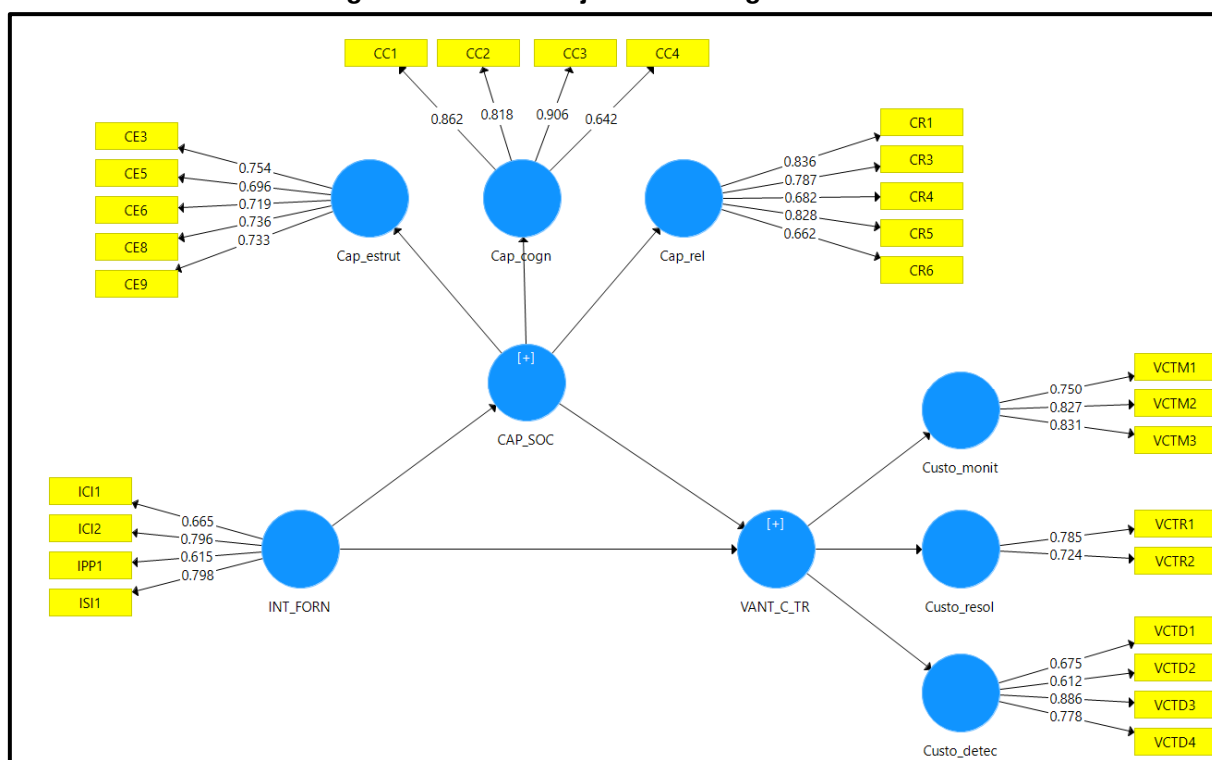 CC1
CC2
CC3
CC4
0.862
0.818
0.906
0.642
CE3
CE5
CE6
CE8
CE9
0.754
0.696
0.719
0.736
0.733
Cap_estrut
Cap_cogn
Cap_rel
0.836
0.787
0.682
0.828
0.662
CR1
CR3
CR4
CR5
CR6
[+]
CAP_SOC
ICI1
ICI2
IPP1
ISI1
0.665
0.796
0.615
0.798
INT_FORN
[+]
VANT_C_TR
Custo_monit
0.750
0.827
0.831
VCTM1
VCTM2
VCTM3
Custo_resol
0.785
0.724
VCTR1
VCTR2
Custo_detec
0.675
0.612
0.886
0.778
VCTD1
VCTD2
VCTD3
VCTD4